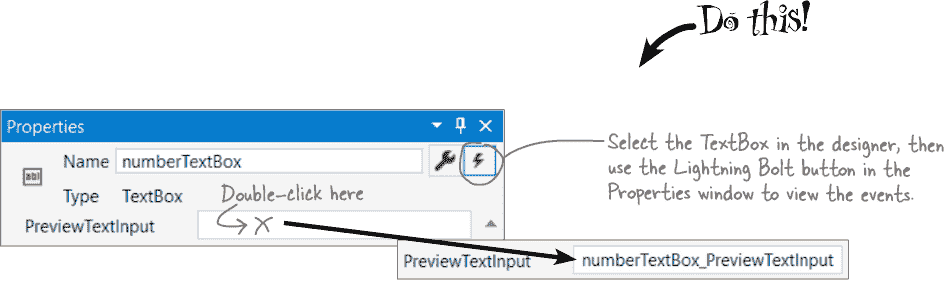 Do this!
Properties
Name numberTextBox
Select the TextBox in the designer, then
use the Lightning Bolt button in the
Properties window to view the events.
abl
Type TextBox
Double-click here
PreviewTextInput X
PreviewTextInput numberTextBox_PreviewTextInput